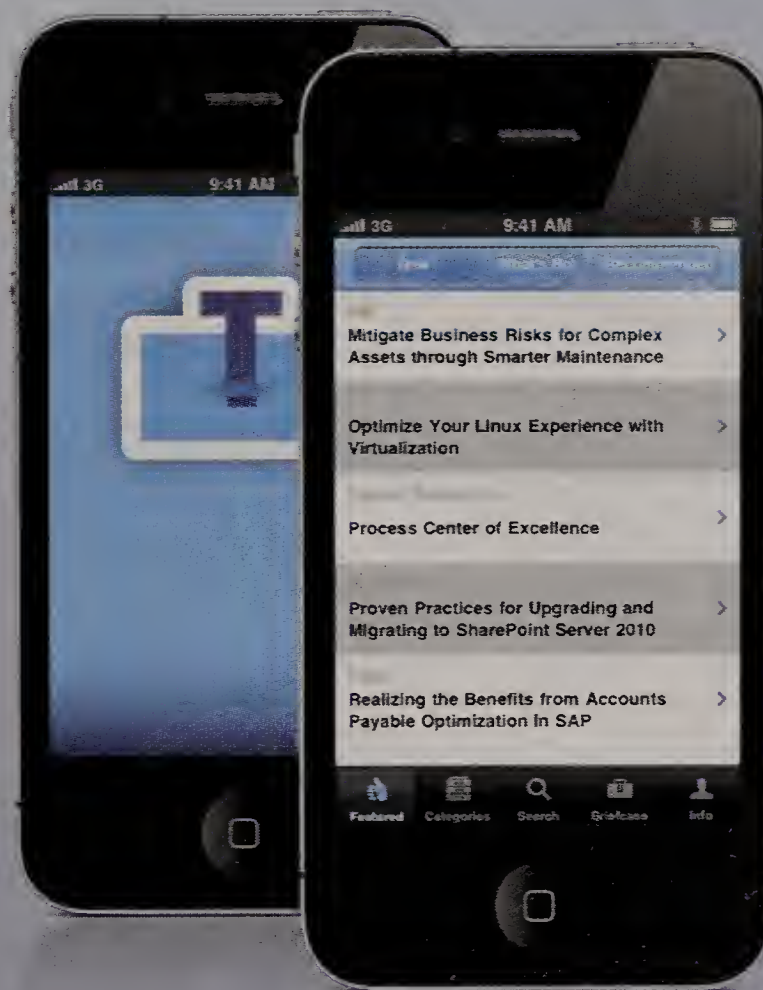 3G
9:41 AM
T
3G
9:41 AM
Mitigate Business Risks for Complex
Assets through Smarter Maintenance
Optimize Your Linux Experience with
Virtualization
Process Center of Excellence
Proven Practices for Upgrading and
Migrating to SharePoint Server 2010
Realizing the Benefits from Accounts
Payable Optimization in SAP
Featured
Categories
Search
Briefcase
Info